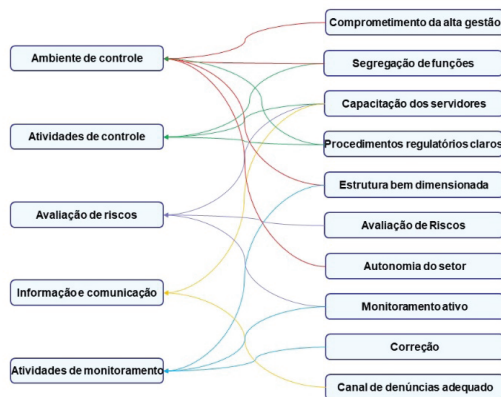 Ambiente de controle
Atividades de controle
Avaliação de riscos
Informação e comunicação
Atividades de monitoramento
Comprometimento da alta gestão
Segregação de funções
Capacitação dos servidores
Procedimentos regulatórios claros
Estrutura bem dimensionada
Avaliação de Riscos
Autonomia do setor
Monitoramento ativo
Correção
Canal de denúncias adequado